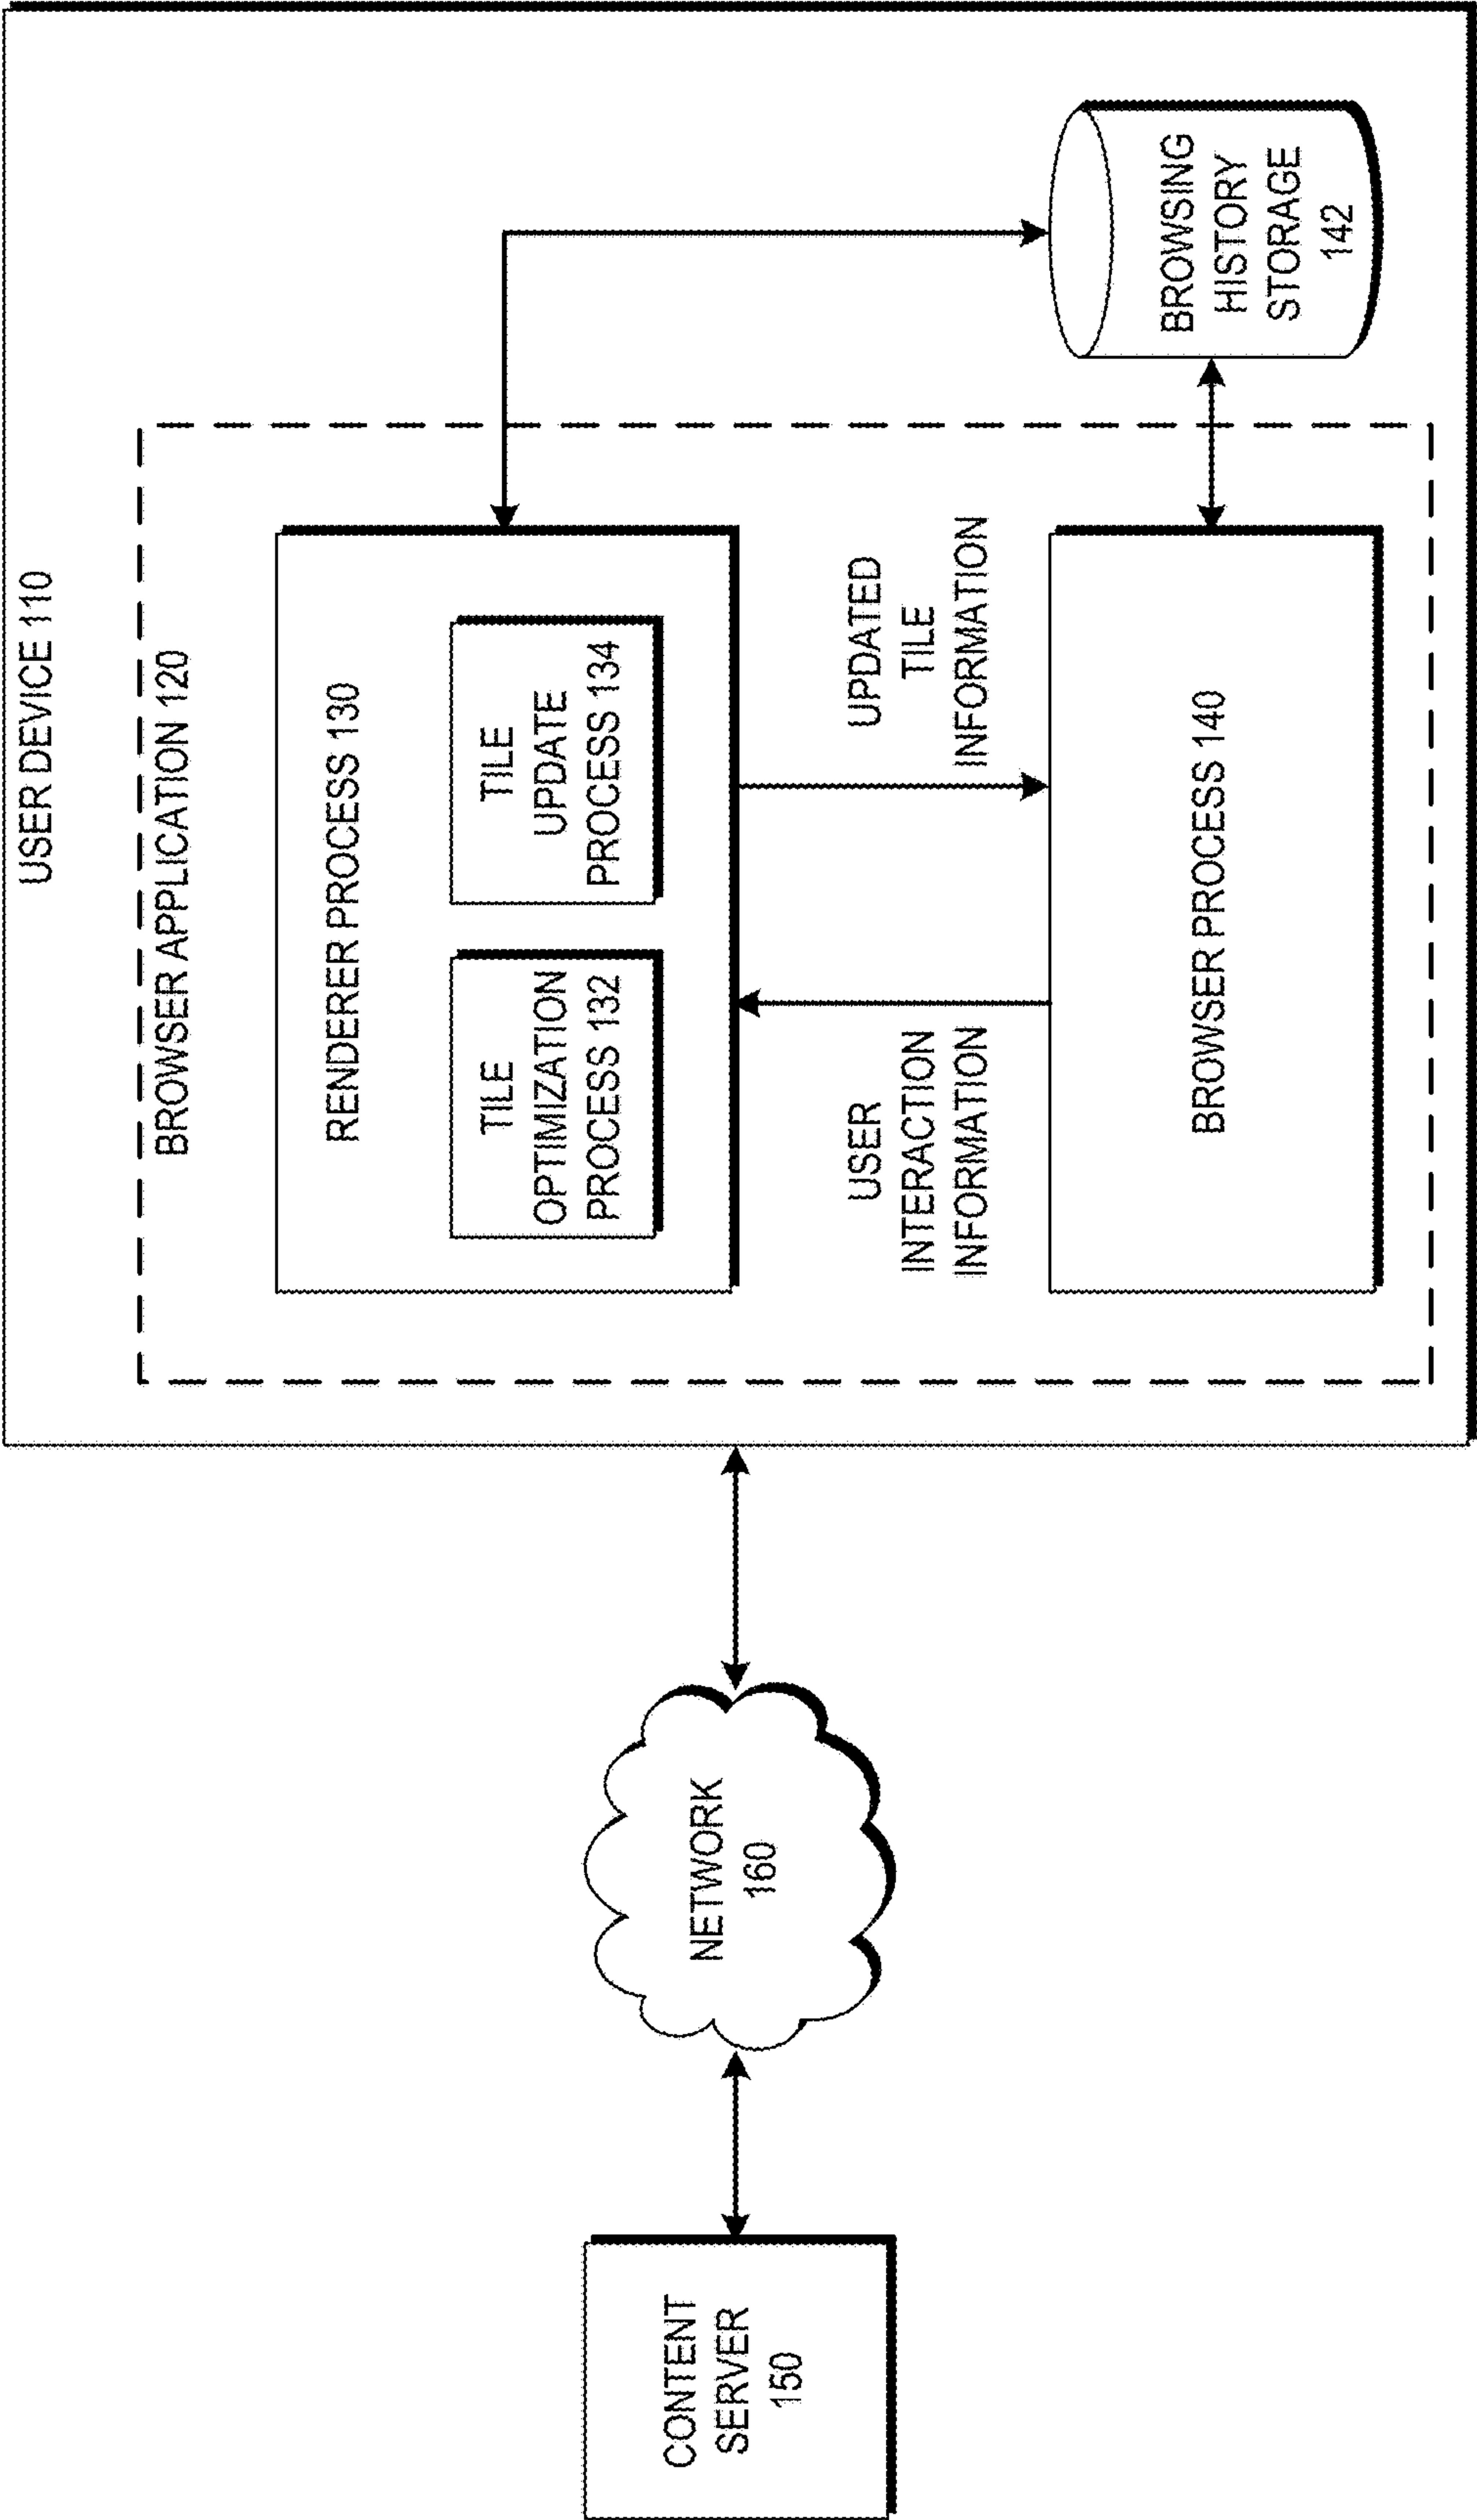 USER DEVICE 110
BROWSER APPLICATION 120
RENDERER PROCESS 130
TILE
OPTIMIZATION
PROCESS 132
TILE
UPDATE
PROCESS 134
USER
INTERACTION
INFORMATION
UPDATED
TILE
INFORMATION
BROWSER PROCESS 140
BROWSING
HISTORY
STORAGE
142
NETWORK
160
CONTENT
SERVER
150